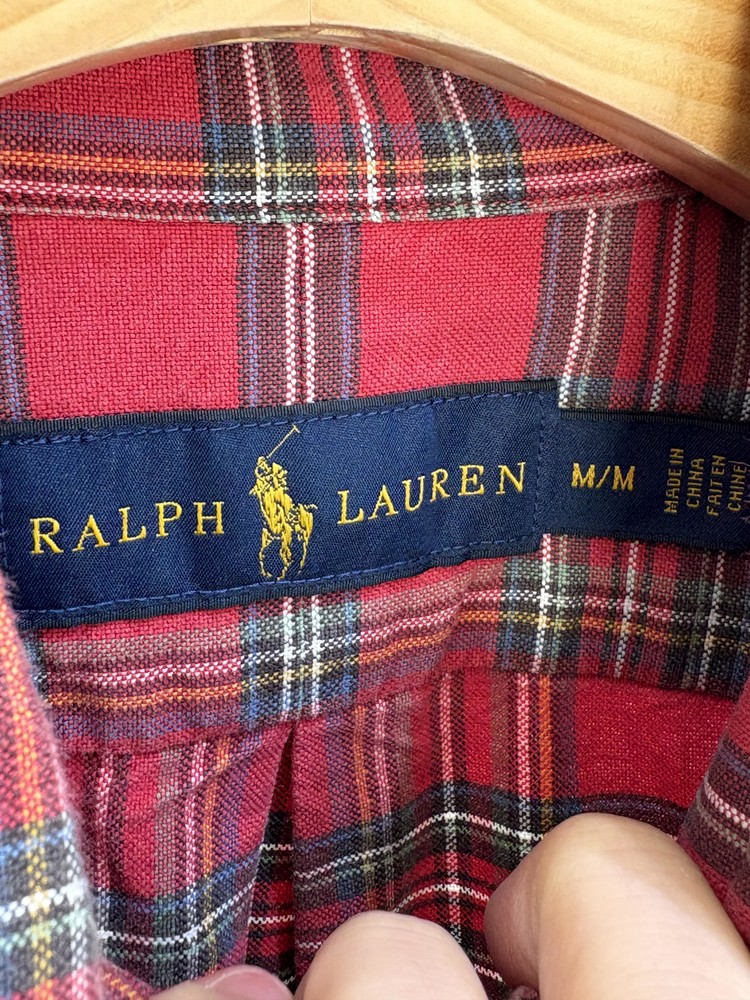 RALPH LAUREN
M/M
MADE IN
CHINA
FAIT EN
CHINE